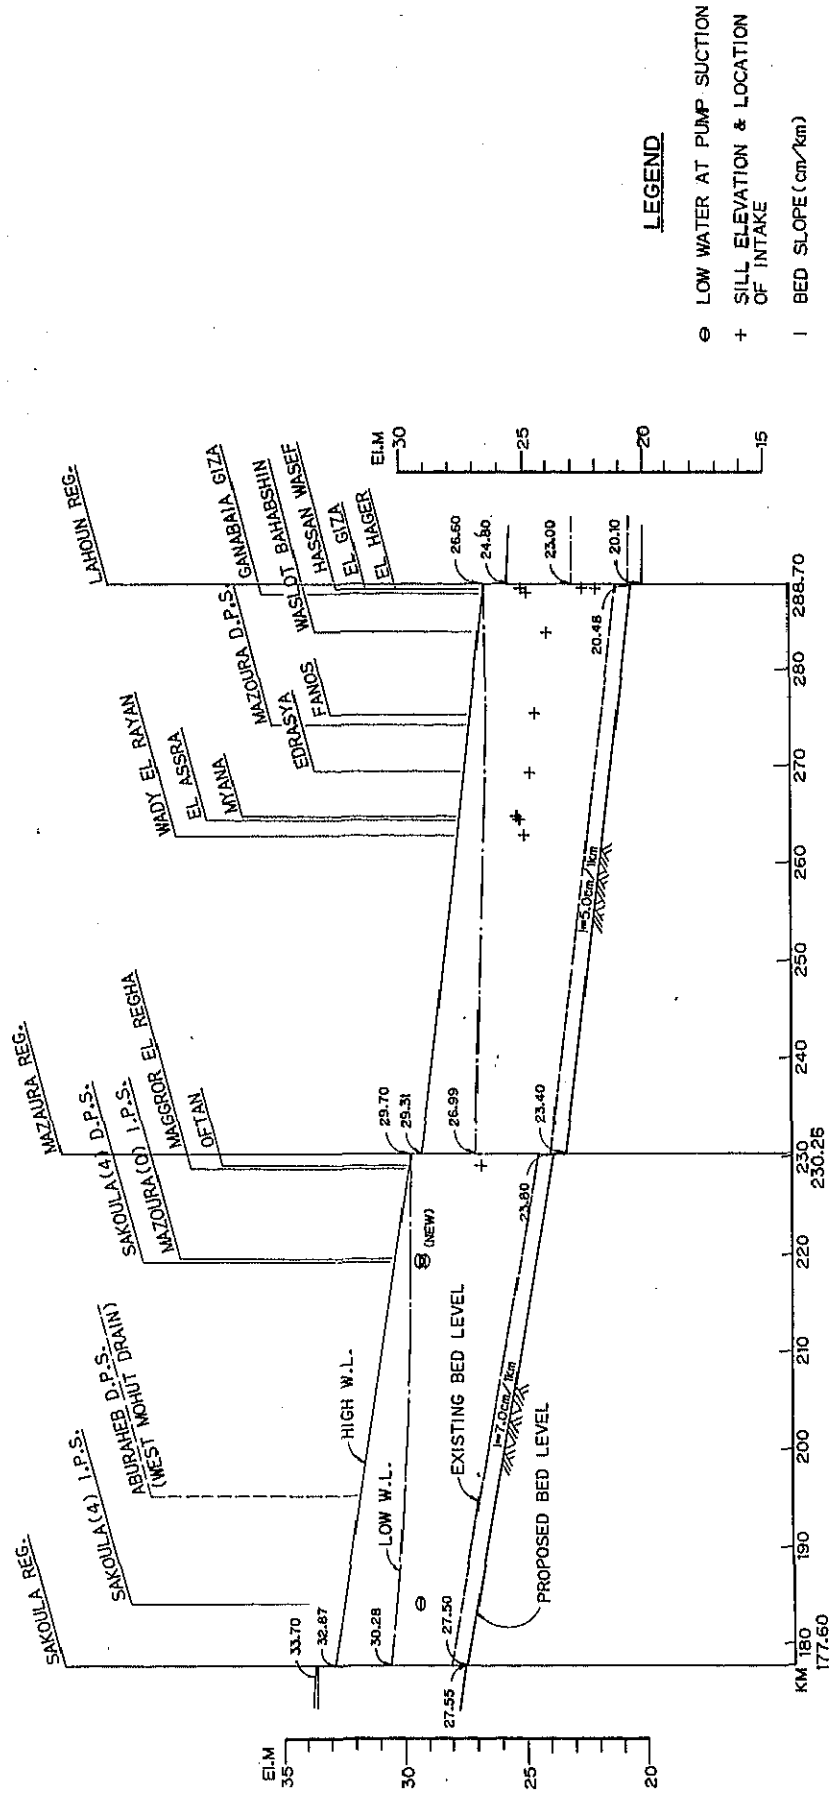 SAKOULA REG.
SAKOULA(4) I.P.S.
ABURAHEB D.P.S.
(WEST MOHUT DRAIN)
SAKOULA(4) D.P.S.
MAZOURA(0) I.P.S.
MAGGROR EL REGHA
OFTAN
MAZAURA REG.
WADY EL RAYAN
EL ASSRA
MYANA
EDRASYA
MAZOURA D.P.S.
FANOS
WASLOT BAHABSHIN
GANABAIA GIZA
HASSAN WASEF
EL GIZA
EL HAGER
LAHOUN REG.
33.70
32.87
30.28
27.50
27.55
HIGH W.L.
LOW W.L.
EXISTING BED LEVEL
PROPOSED BED LEVEL
I=7.0cm/1km
(NEW)
29.70
29.31
26.99
23.80
23.40
I=5.0cm/1km
26.60
24.80
23.00
20.48
20.10
El.M
35
30
25
20
El.M
30
25
20
15
KM 180 190 200 210 220 230 240 250 260 270 280 288.70
177.60
230.25
LEGEND
LOW WATER AT PUMP SUCTION
+ SILL ELEVATION & LOCATION
OF INTAKE
I BED SLOPE(cm/km)